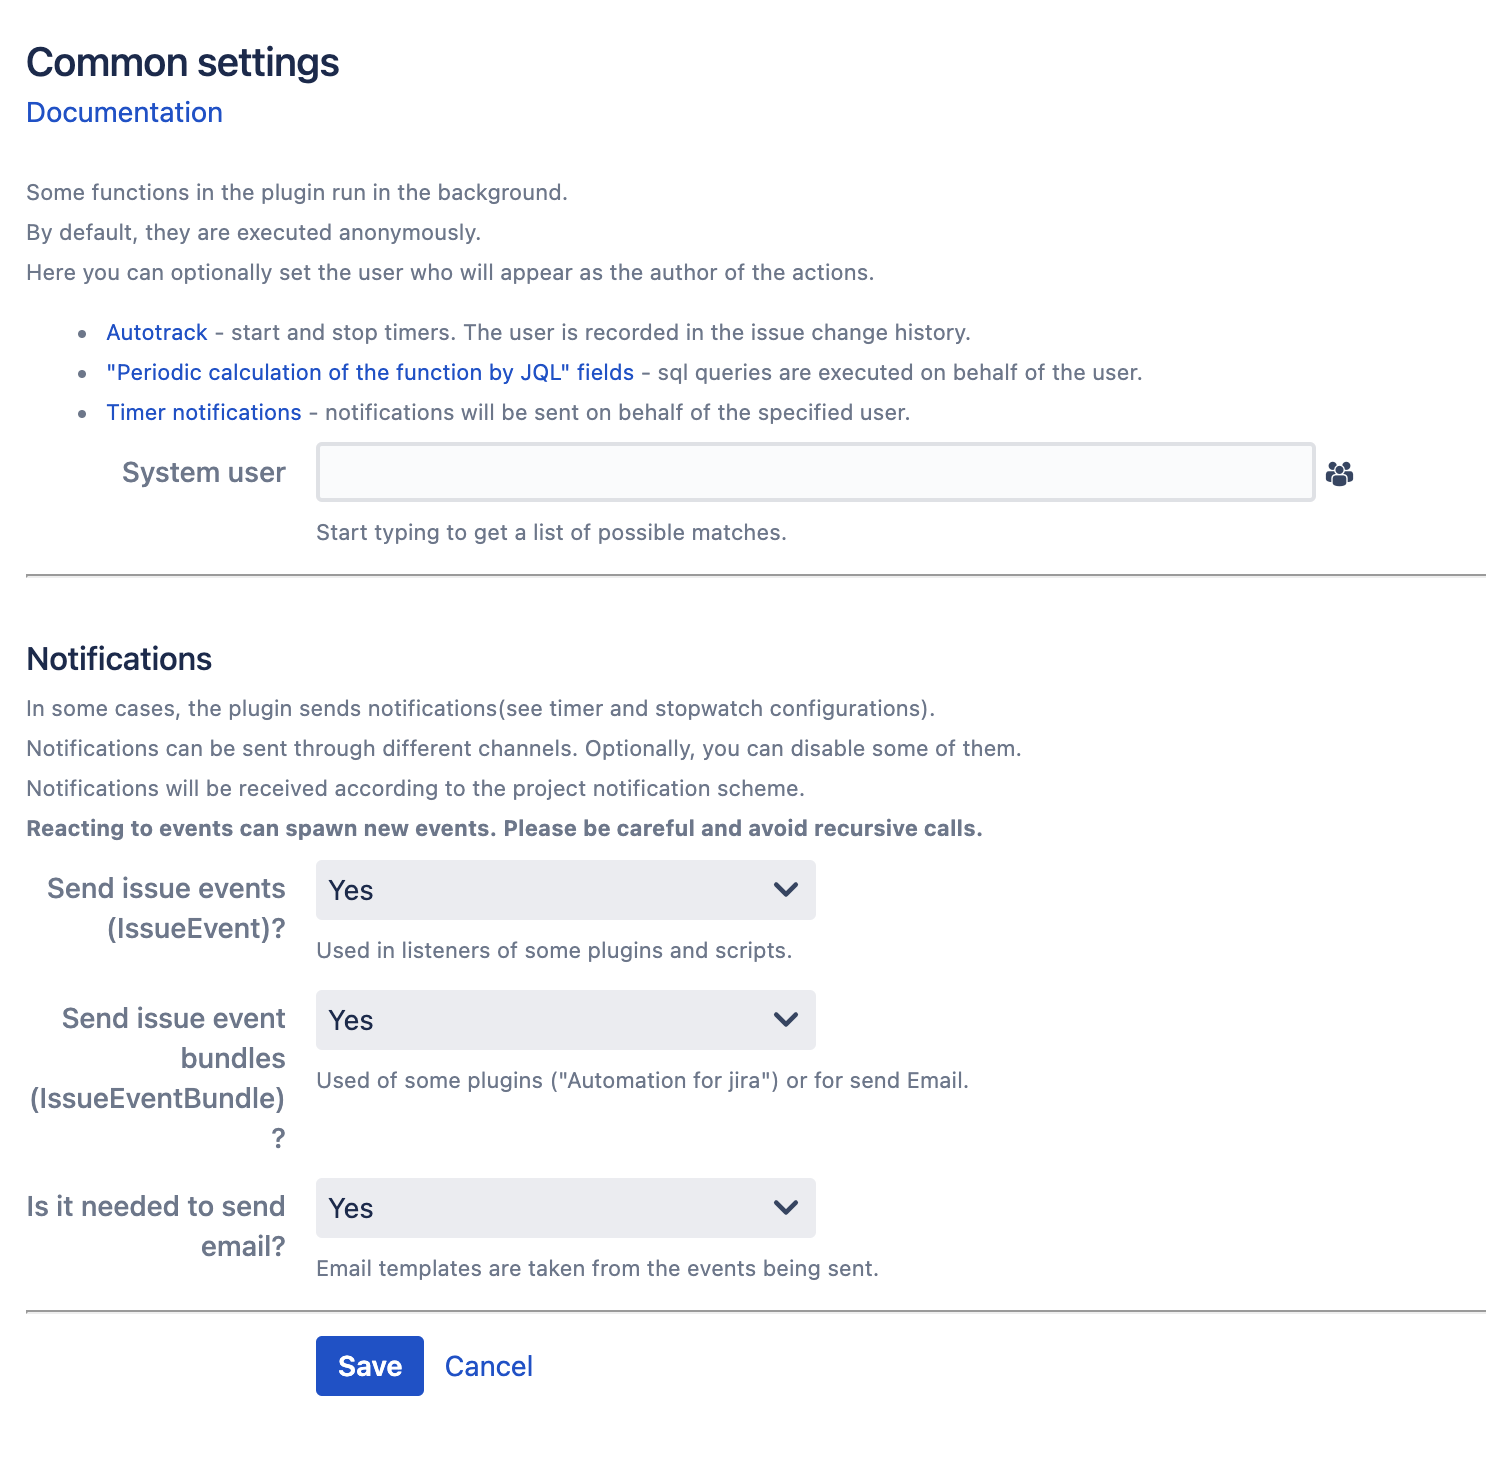 Common settings
Documentation
Some functions in the plugin run in the background.
By default, they are executed anonymously.
Here you can optionally set the user who will appear as the author of the actions.
• Autotrack - start and stop timers. The user is recorded in the issue change history.
• "Periodic calculation of the function by JQL" fields - sql queries are executed on behalf of the user.
• Timer notifications - notifications will be sent on behalf of the specified user.
System user
Start typing to get a list of possible matches.
Notifications
In some cases, the plugin sends notifications(see timer and stopwatch configurations).
Notifications can be sent through different channels. Optionally, you can disable some of them.
Notifications will be received according to the project notification scheme.
Reacting to events can spawn new events. Please be careful and avoid recursive calls.
Send issue events
(IssueEvent)?
Yes
Used in listeners of some plugins and scripts.
Send issue event
bundles
(IssueEventBundle)
?
Yes
Used of some plugins ("Automation for jira") or for send Email.
Is it needed to send
email?
Yes
Email templates are taken from the events being sent.
Save Cancel